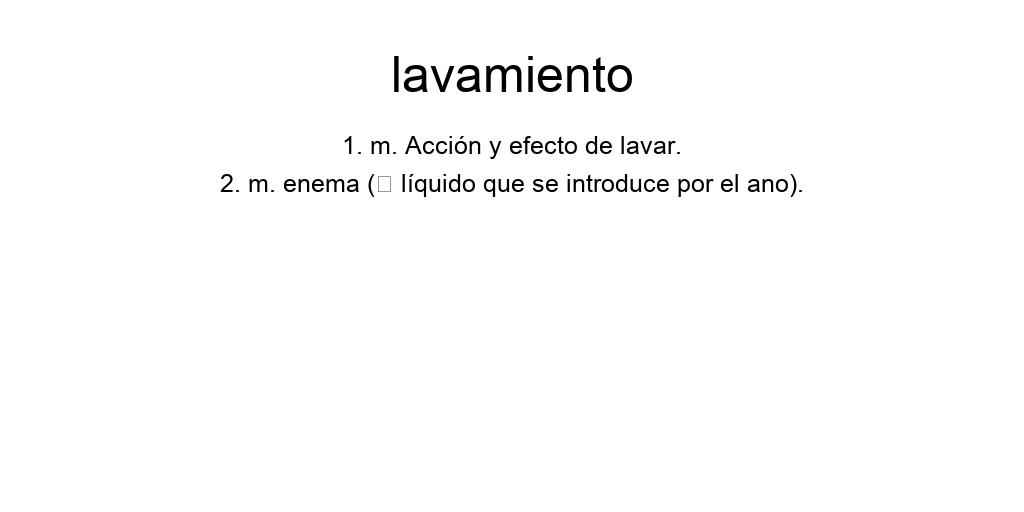 lavamiento
1. m. Acción y efecto de lavar.
2. m. enema (□ líquido que se introduce por el ano).